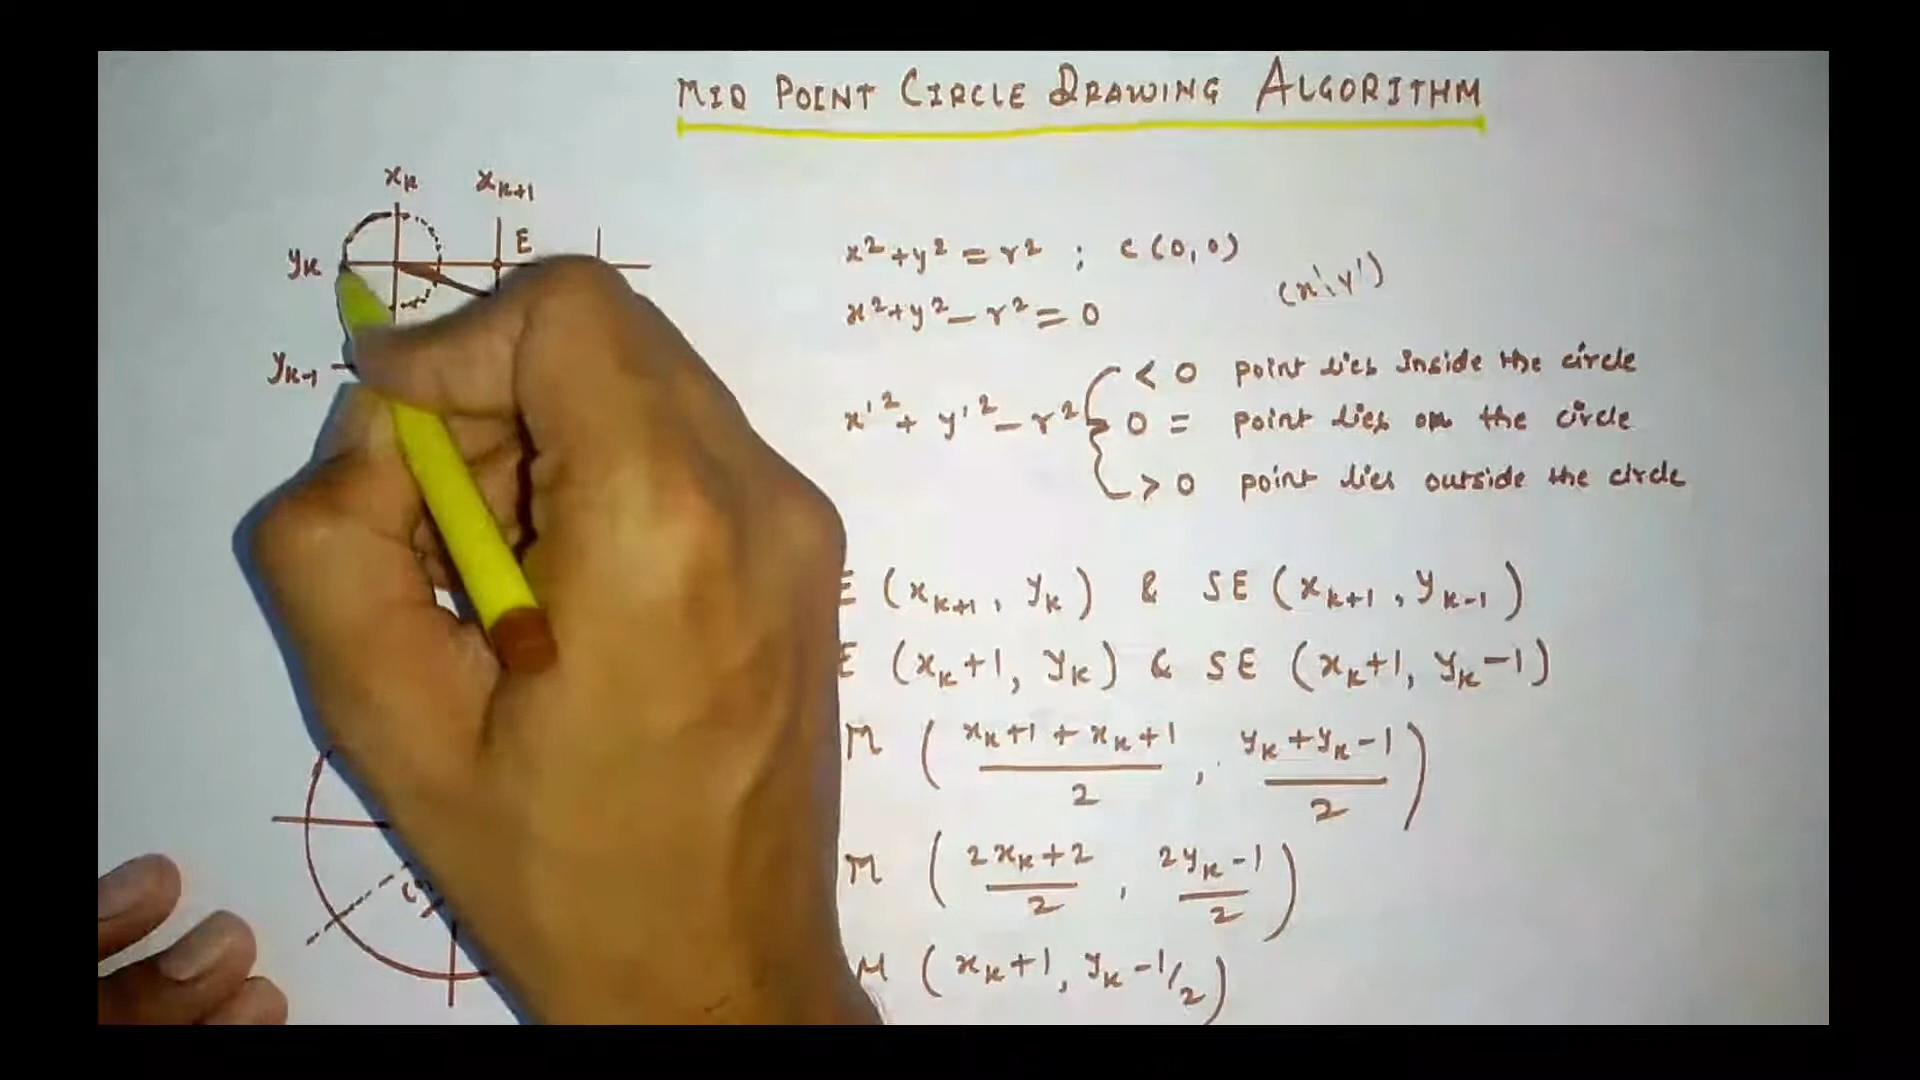 MID POINT CIRCLE DRAWING ALGORITHM
xₖ xₖ₊₁
E
yₖ
yₖ₋₁
x² + y² = r² ; C (0,0)
x² + y² − r² = 0
(x', y')
x'² + y'² − r²
< 0 point lies inside the circle
0 = point lies on the circle
> 0 point lies outside the circle
E (xₖ₊₁, yₖ) & SE (xₖ₊₁, yₖ₋₁)
E (xₖ+1, yₖ) & SE (xₖ+1, yₖ−1)
M ( xₖ+1 + xₖ+1 / 2 , yₖ + yₖ−1 / 2 )
M ( 2xₖ+2 / 2 , 2yₖ−1 / 2 )
M ( xₖ+1, yₖ−1/2 )